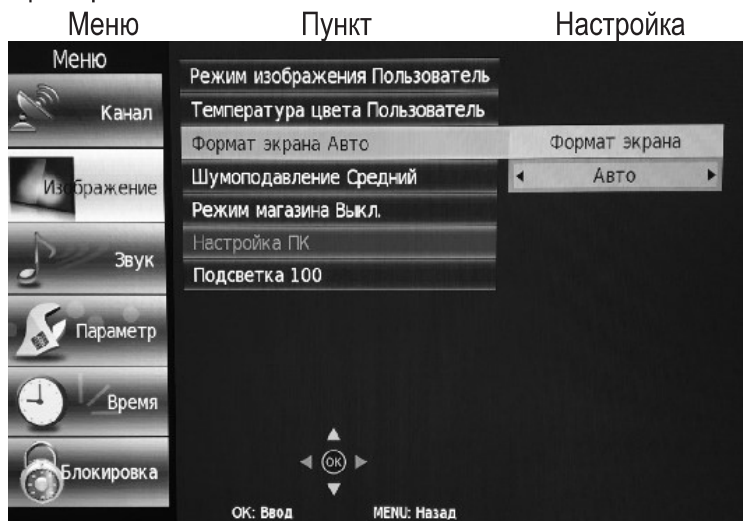 Меню Пункт Настройка
Меню
Канал
Изображение
Звук
Параметр
Время
Блокировка
Режим изображения Пользователь
Температура цвета Пользователь
Формат экрана Авто
Шумоподавление Средний
Режим магазина Выкл.
Настройка ПК
Подсветка 100
Формат экрана
Авто
OK
OK: Ввод MENU: Назад